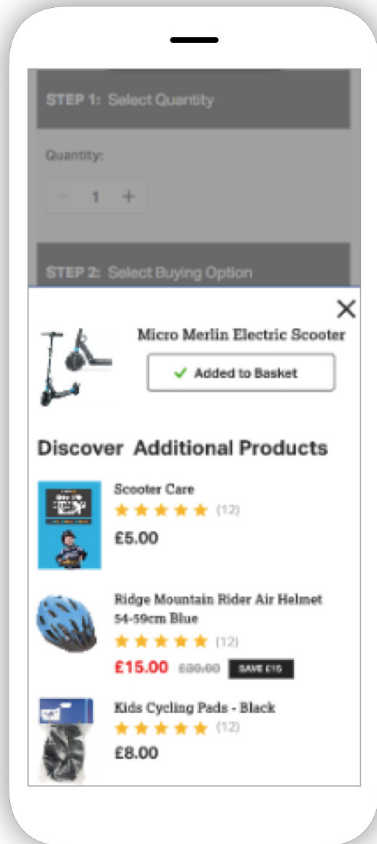 STEP 1: Select Quantity
Quantity:
− 1 +
STEP 2: Select Buying Option
Micro Merlin Electric Scooter
✓ Added to Basket
Discover Additional Products
Scooter Care
(12)
£5.00
Ridge Mountain Rider Air Helmet
54-59cm Blue
(12)
£15.00 £30.00 SAVE £15
Kids Cycling Pads - Black
(12)
£8.00